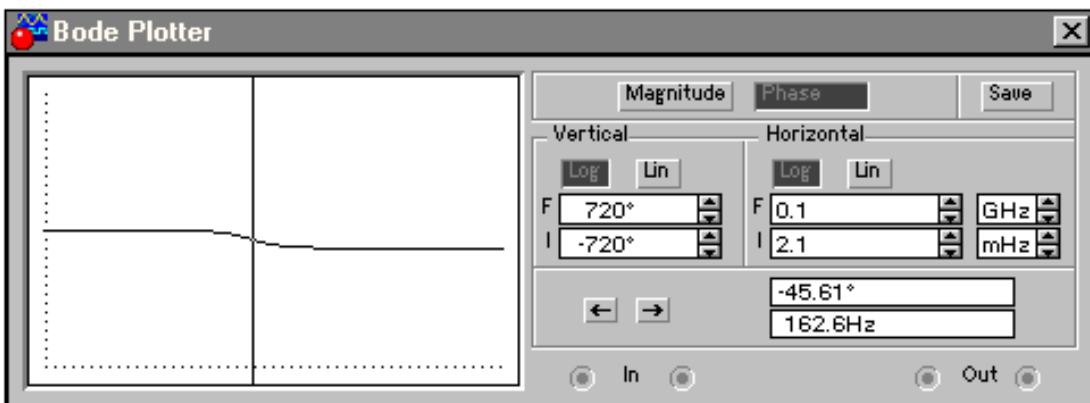 Bode Plotter
Magnitude Phase Save
Vertical Horizontal
Log Lin Log Lin
F 720° F 0.1 GHz
I -720° I 2.1 mHz
← → -45.61°
162.6Hz
In Out